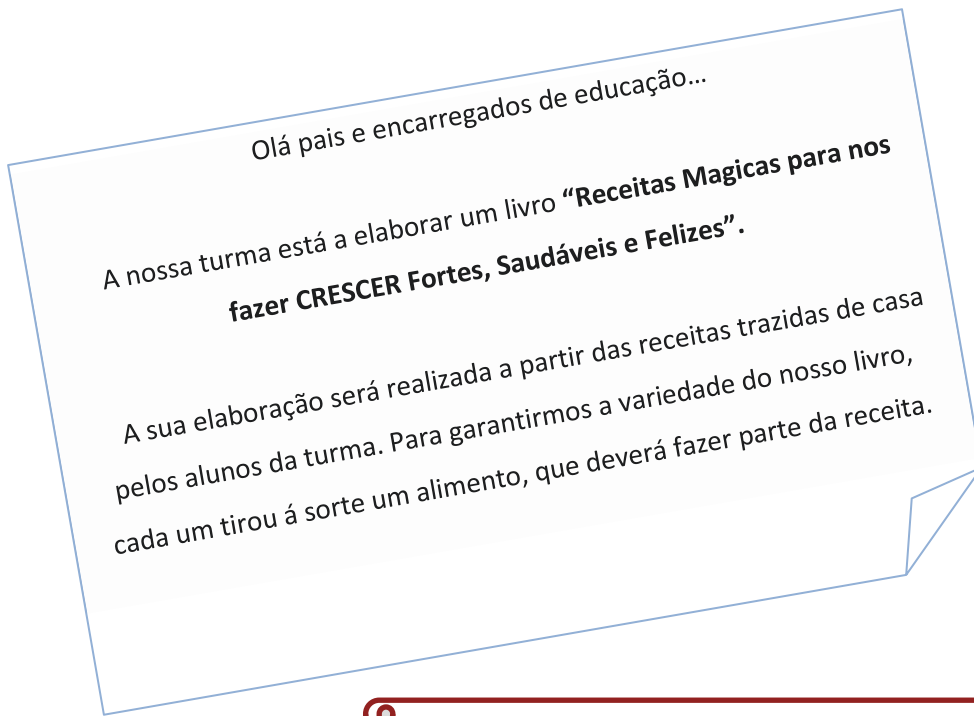 Olá pais e encarregados de educação…
A nossa turma está a elaborar um livro “Receitas Magicas para nos
fazer CRESCER Fortes, Saudáveis e Felizes”.
A sua elaboração será realizada a partir das receitas trazidas de casa
pelos alunos da turma. Para garantirmos a variedade do nosso livro,
cada um tirou á sorte um alimento, que deverá fazer parte da receita.